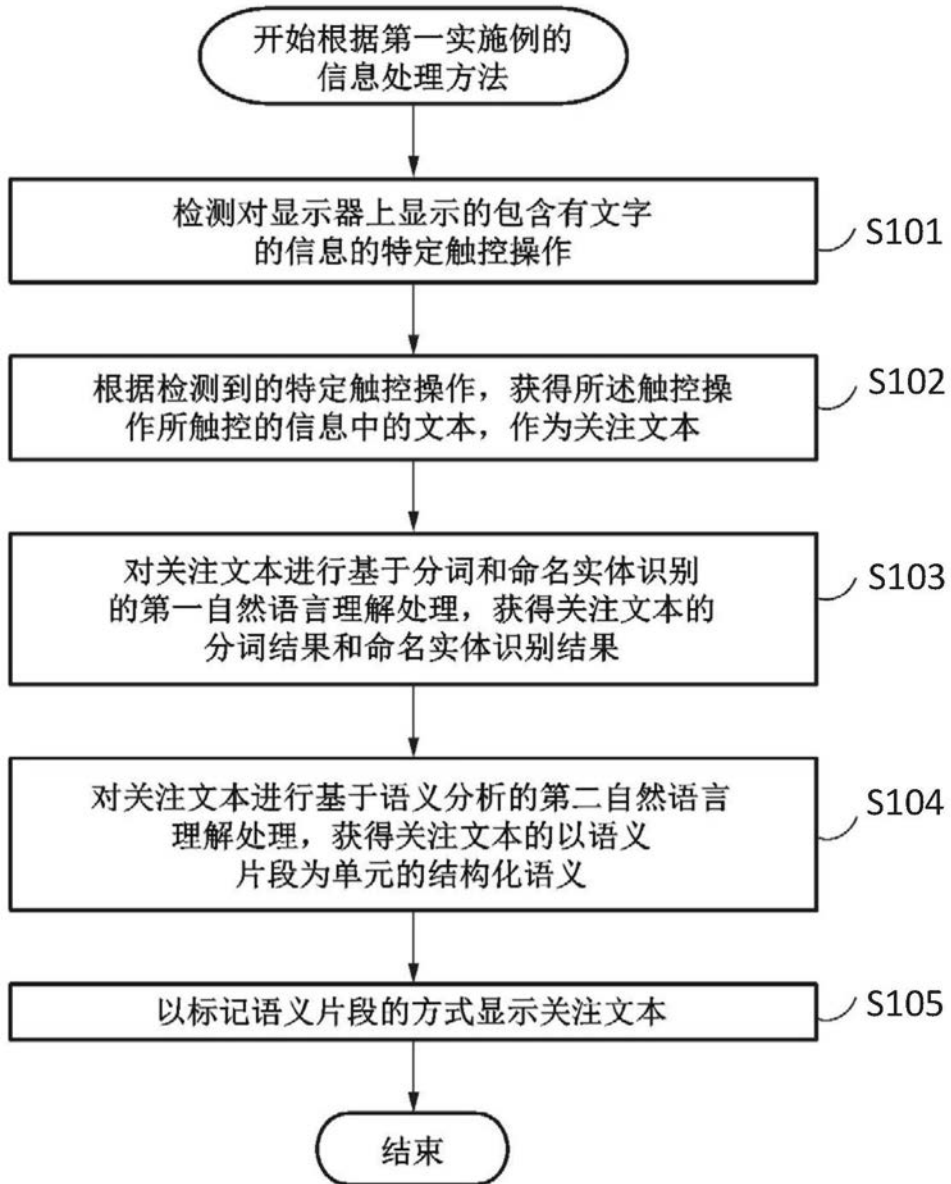 开始根据第一实施例的
信息处理方法
检测对显示器上显示的包含有文字
的信息的特定触控操作
S101
根据检测到的特定触控操作，获得所述触控操
作所触控的信息中的文本，作为关注文本
S102
对关注文本进行基于分词和命名实体识别
的第一自然语言理解处理，获得关注文本的
分词结果和命名实体识别结果
S103
对关注文本进行基于语义分析的第二自然语言
理解处理，获得关注文本的以语义
片段为单元的结构化语义
S104
以标记语义片段的方式显示关注文本
S105
结束